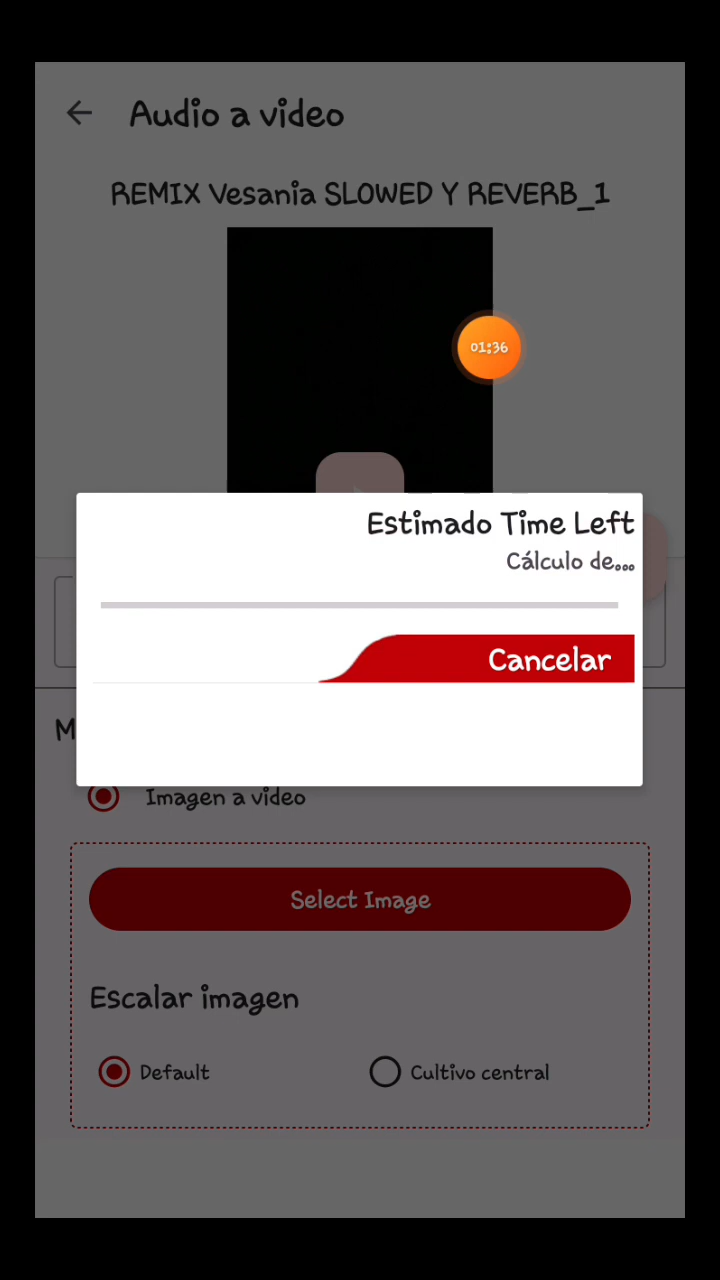 Audio a video
REMIX Vesania SLOWED Y REVERB_1
01:36
Estimado Time Left
Cálculo de...
Cancelar
M
Imagen a video
Select Image
Escalar imagen
Default
Cultivo central